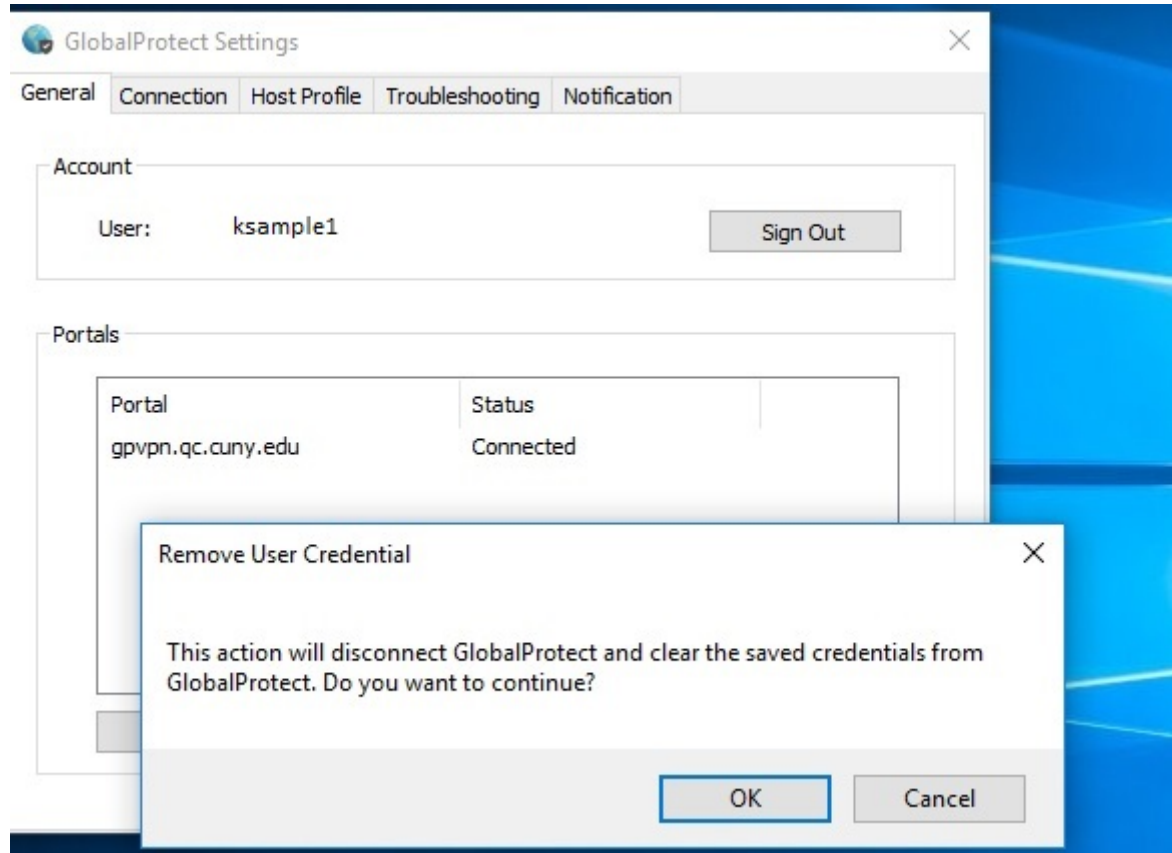 GlobalProtect Settings
General Connection Host Profile Troubleshooting Notification
Account
User: ksample1 Sign Out
Portals
Portal Status
gpvpn.qc.cuny.edu Connected
Remove User Credential
This action will disconnect GlobalProtect and clear the saved credentials from
GlobalProtect. Do you want to continue?
OK Cancel